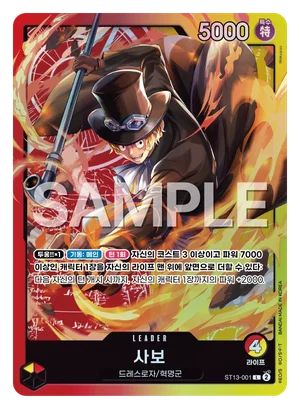 5000
특수
特
SAMPLE
두웅!!×1 기동: 메인 턴 1회 자신의 코스트 3 이상이고 파워 7000
이상인 캐릭터 1장을 자신의 라이프 맨 위에 앞면으로 더할 수 있다:
다음 자신의 턴 개시 시까지, 자신의 캐릭터 1장까지의 파워 +2000.
LEADER
사보
드레스로자/혁명군
4
라이프
ST13-001 L 2